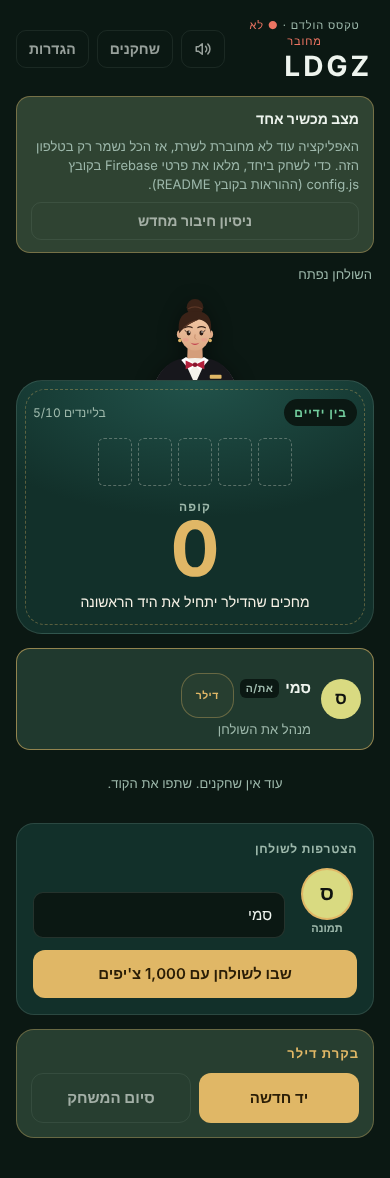 טקסס הולדם · ● לא
מחובר
LDGZ
שחקנים
הגדרות
מצב מכשיר אחד
האפליקציה עוד לא מחוברת לשרת, אז הכל נשמר רק בטלפון
הזה. כדי לשחק ביחד, מלאו את פרטי Firebase בקובץ
config.js (ההוראות בקובץ README).
ניסיון חיבור מחדש
השולחן נפתח
בין ידיים
בליינדים 5/10
קופה
0
מחכים שהדילר יתחיל את היד הראשונה
ס
סמי
את/ה
דילר
מנהל את השולחן
עוד אין שחקנים. שתפו את הקוד.
הצטרפות לשולחן
ס
תמונה
סמי
שבו לשולחן עם 1,000 צ'יפים
בקרת דילר
יד חדשה
סיום המשחק